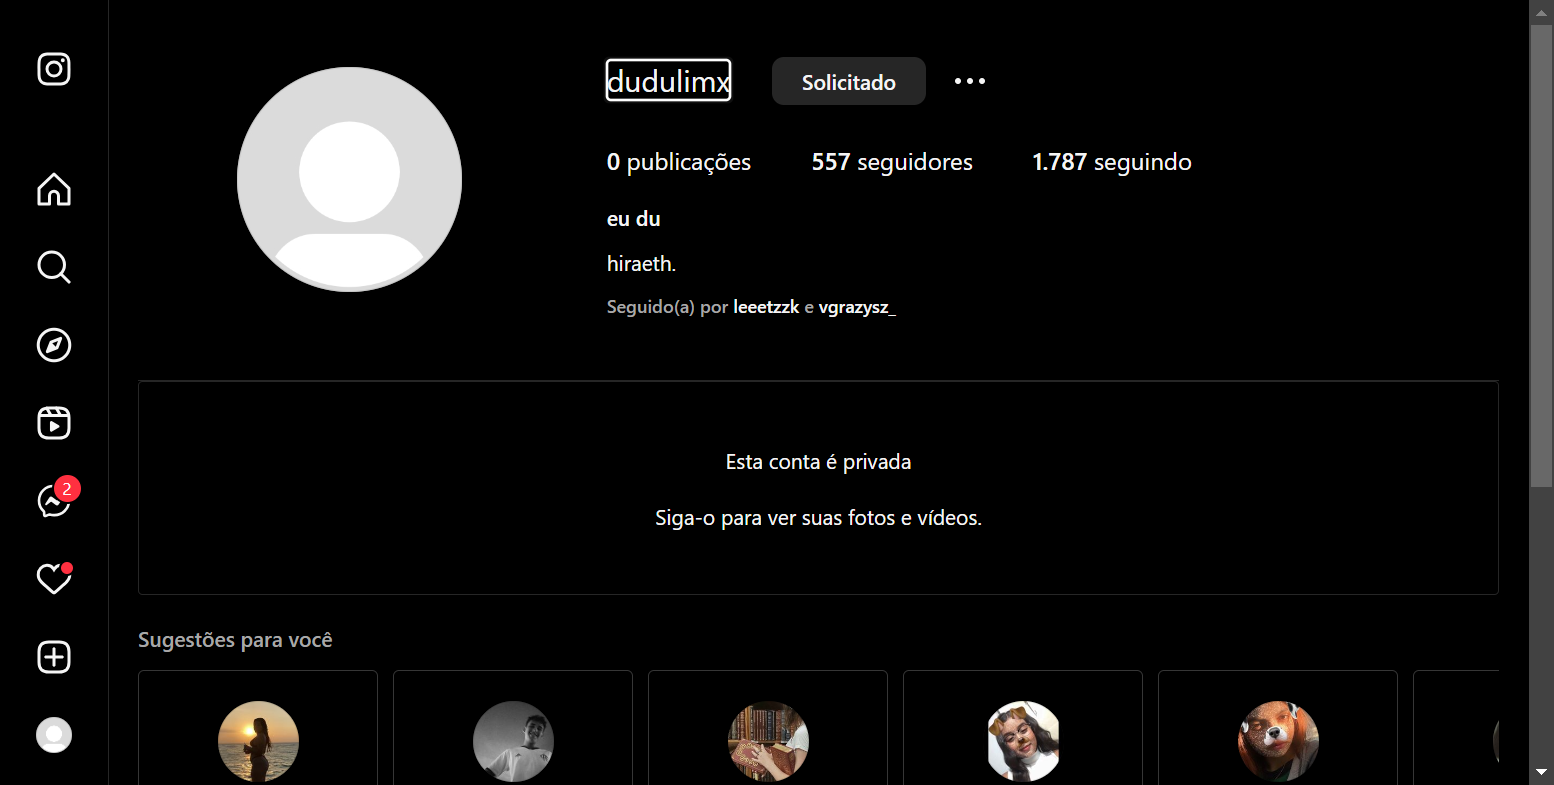 dudulimx
Solicitado
0 publicações 557 seguidores 1.787 seguindo
eu du
hiraeth.
Seguido(a) por leeetzzk e vgrazysz_
Esta conta é privada
Siga-o para ver suas fotos e vídeos.
2
Sugestões para você